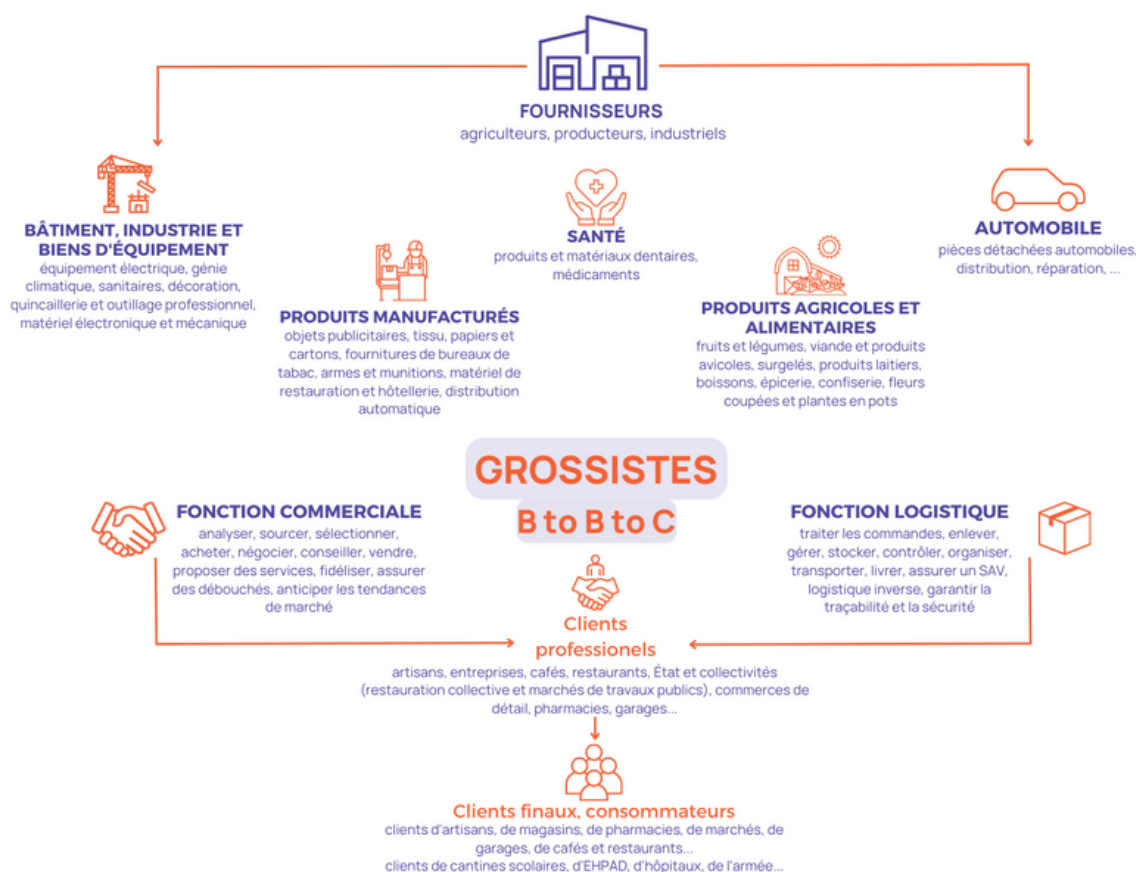 FOURNISSEURS
agriculteurs, producteurs, industriels
BÂTIMENT, INDUSTRIE ET
BIENS D'ÉQUIPEMENT
équipement électrique, génie
climatique, sanitaires, décoration,
quincaillerie et outillage professionnel,
matériel électronique et mécanique
PRODUITS MANUFACTURÉS
objets publicitaires, tissu, papiers et
cartons, fournitures de bureaux de
tabac, armes et munitions, matériel de
restauration et hôtellerie, distribution
automatique
SANTÉ
produits et matériaux dentaires,
médicaments
PRODUITS AGRICOLES ET
ALIMENTAIRES
fruits et légumes, viande et produits
avicoles, surgelés, produits laitiers,
boissons, épicerie, confiserie, fleurs
coupées et plantes en pots
AUTOMOBILE
pièces détachées automobiles,
distribution, réparation, ...
GROSSISTES
B to B to C
FONCTION COMMERCIALE
analyser, sourcer, sélectionner,
acheter, négocier, conseiller, vendre,
proposer des services, fidéliser, assurer
des débouchés, anticiper les tendances
de marché
FONCTION LOGISTIQUE
traiter les commandes, enlever,
gérer, stocker, contrôler, organiser,
transporter, livrer, assurer un SAV,
logistique inverse, garantir la
traçabilité et la sécurité
Clients
professionels
artisans, entreprises, cafés, restaurants, État et collectivités
(restauration collective et marchés de travaux publics), commerces de
détail, pharmacies, garages...
Clients finaux, consommateurs
clients d'artisans, de magasins, de pharmacies, de marchés, de
garages, de cafés et restaurants...
clients de cantines scolaires, d'EHPAD, d'hôpitaux, de l'armée...